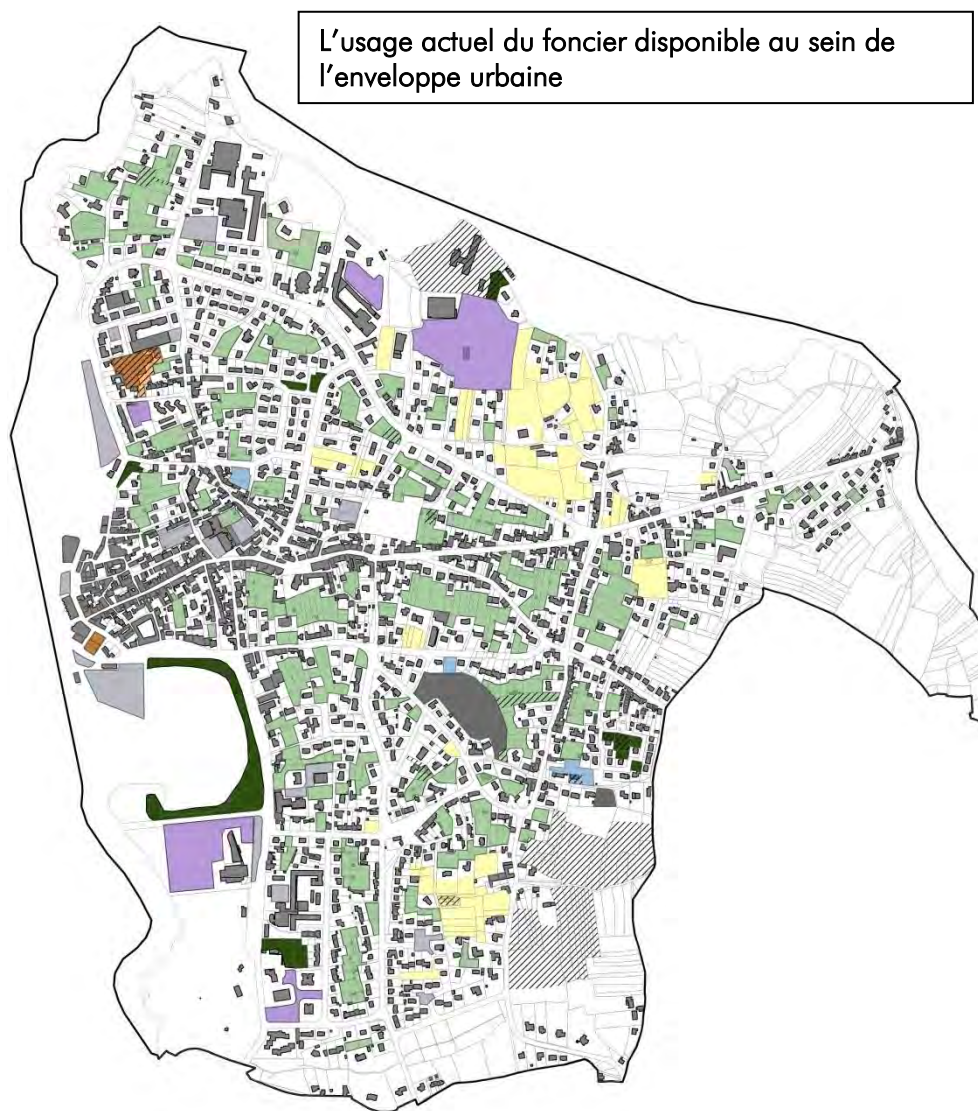 L'usage actuel du foncier disponible au sein de
l'enveloppe urbaine